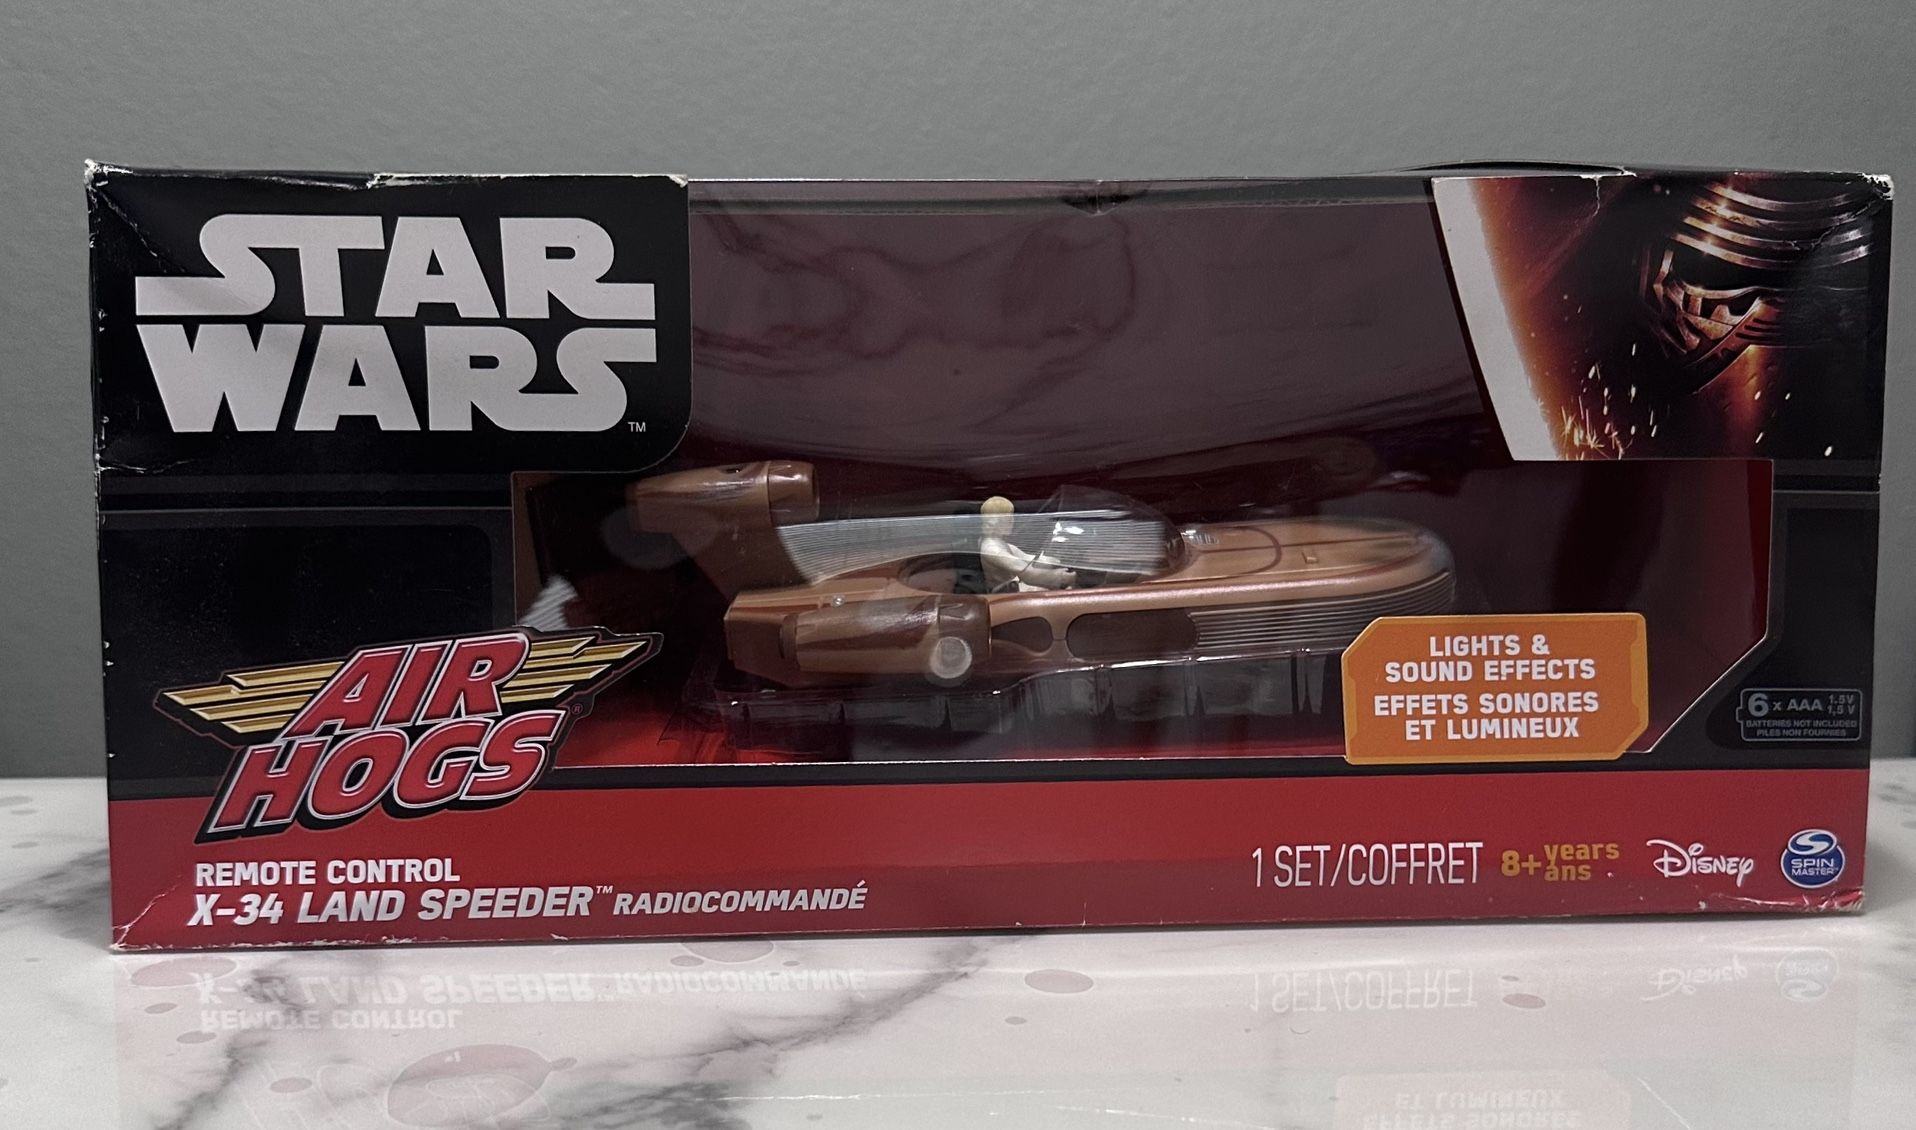 STAR
WARS
TM
AIR
HOGS®
REMOTE CONTROL
X-34 LAND SPEEDER™ RADIOCOMMANDÉ
LIGHTS &
SOUND EFFECTS
EFFETS SONORES
ET LUMINEUX
6 x AAA 1.5V
1,5 V
BATTERIES NOT INCLUDED
PILES NON FOURNIES
1 SET/COFFRET
8+ years
ans
Disney
SPIN
MASTER™